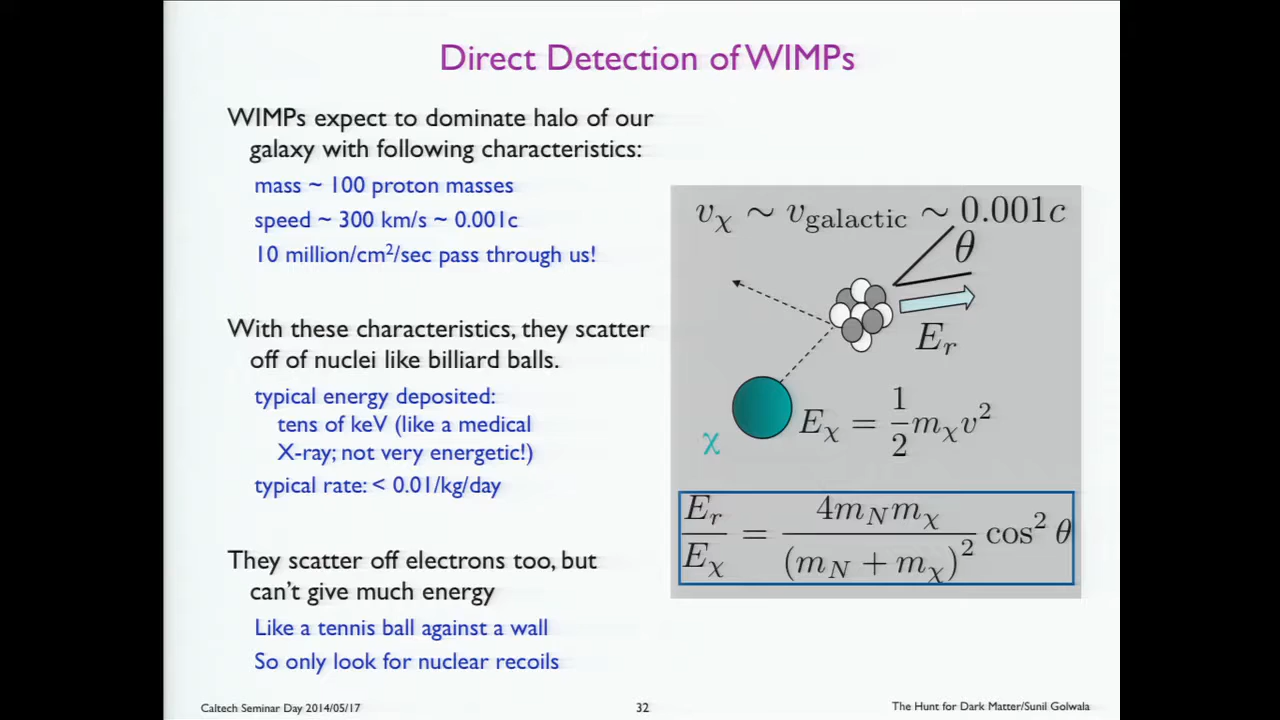 Direct Detection of WIMPs
WIMPs expect to dominate halo of our
galaxy with following characteristics:
mass ~ 100 proton masses
speed ~ 300 km/s ~ 0.001c
10 million/cm²/sec pass through us!
With these characteristics, they scatter
off of nuclei like billiard balls.
typical energy deposited:
tens of keV (like a medical
X-ray; not very energetic!)
typical rate: < 0.01/kg/day
They scatter off electrons too, but
can't give much energy
Like a tennis ball against a wall
So only look for nuclear recoils
v_χ ∼ v_galactic ∼ 0.001c
θ
E_r
E_χ = 1/2 m_χ v²
χ
E_r/E_χ = 4m_N m_χ/(m_N + m_χ)² cos² θ
Caltech Seminar Day 2014/05/17
32
The Hunt for Dark Matter/Sunil Golwala